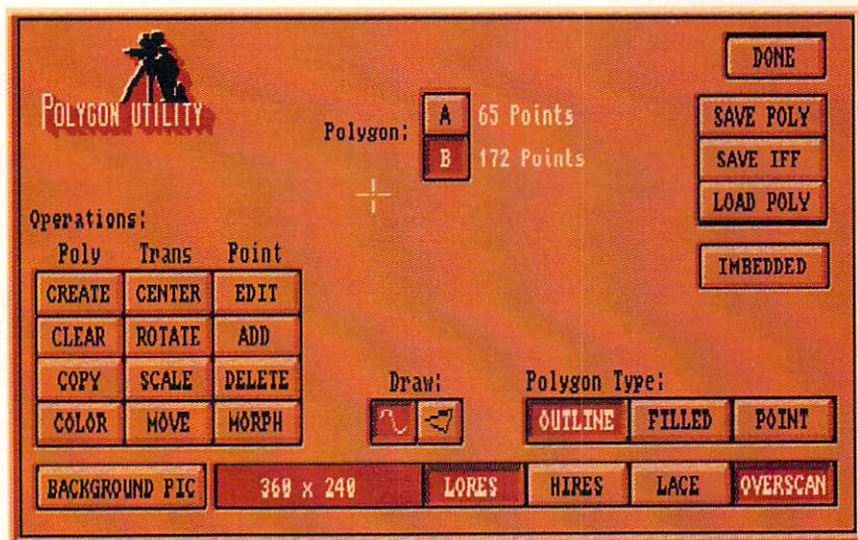 DONE
POLYGON UTILITY
Polygon:
A 65 Points
B 172 Points
SAVE POLY
SAVE IFF
LOAD POLY
IMBEDDED
Operations:
Poly Trans Point
CREATE CENTER EDIT
CLEAR ROTATE ADD
COPY SCALE DELETE
COLOR MOVE MORPH
Draw:
Polygon Type:
OUTLINE FILLED POINT
BACKGROUND PIC 360 x 240 LORES HIRES LACE OVERSCAN